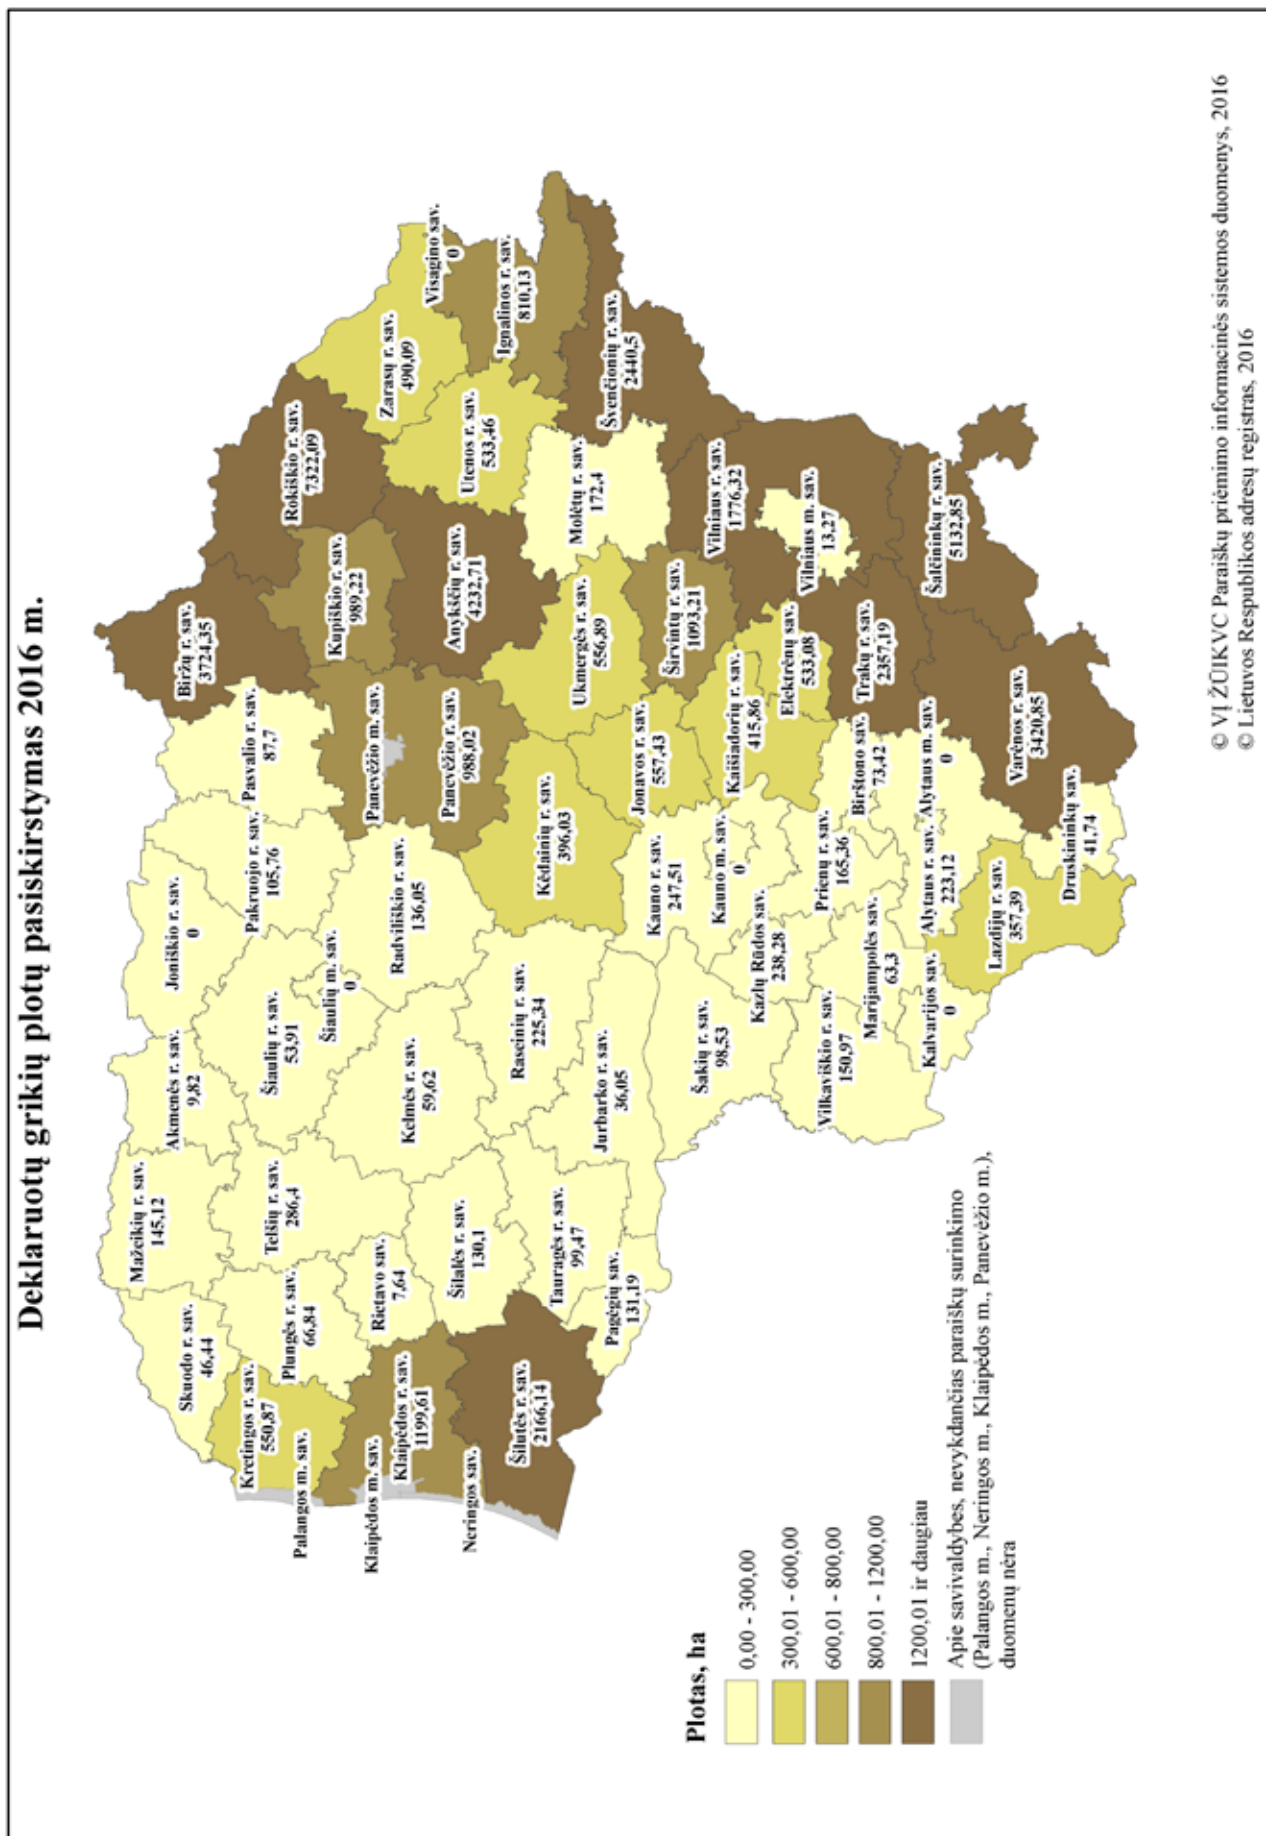 Deklaruotų grikių plotų pasiskirstymas 2016 m.
Skuodo r. sav.
46,44
Mažeikių r. sav.
145,12
Akmenės r. sav.
9,82
Joniškio r. sav.
0
Pakruojo r. sav.
105,76
Pasvalio r. sav.
87,7
Biržų r. sav.
3724,35
Rokiškio r. sav.
7322,09
Kretingos r. sav.
550,87
Palangos m. sav.
Plungės r. sav.
66,84
Telšių r. sav.
286,4
Šiaulių r. sav.
53,91
Šiaulių m. sav.
0
Radviliškio r. sav.
136,05
Panevėžio m. sav.
Panevėžio r. sav.
988,02
Kupiškio r. sav.
989,22
Anykščių r. sav.
4232,71
Zarasų r. sav.
490,09
Visagino sav.
0
Utenos r. sav.
533,46
Ignalinos r. sav.
810,13
Klaipėdos m. sav.
Klaipėdos r. sav.
1199,61
Neringos sav.
Rietavo sav.
7,64
Šilalės r. sav.
130,1
Kelmės r. sav.
59,62
Šilutės r. sav.
2166,14
Tauragės r. sav.
99,47
Pagėgių sav.
131,19
Raseinių r. sav.
225,34
Jurbarko r. sav.
36,05
Kėdainių r. sav.
396,03
Ukmergės r. sav.
556,89
Molėtų r. sav.
172,4
Švenčionių r. sav.
2440,5
Jonavos r. sav.
557,43
Širvintų r. sav.
1093,21
Vilniaus r. sav.
1776,32
Vilniaus m. sav.
13,27
Kauno r. sav.
247,51
Kauno m. sav.
0
Kaišiadorių r. sav.
415,86
Elektrėnų sav.
533,08
Trakų r. sav.
2357,19
Šalčininkų r. sav.
5132,85
Šakių r. sav.
98,53
Kazlų Rūdos sav.
238,28
Prienų r. sav.
165,36
Birštono sav.
73,42
Vilkaviškio r. sav.
150,97
Marijampolės sav.
63,3
Kalvarijos sav.
0
Alytaus r. sav.
223,12
Alytaus m. sav.
0
Lazdijų r. sav.
357,39
Druskininkų sav.
41,74
Varėnos r. sav.
3420,85
Plotas, ha
0,00 - 300,00
300,01 - 600,00
600,01 - 800,00
800,01 - 1200,00
1200,01 ir daugiau
Apie savivaldybes, nevykdančias paraiškų surinkimo
(Palangos m., Neringos m., Klaipėdos m., Panevėžio m.),
duomenų nėra
© VĮ ŽŪIKVC Paraiškų priėmimo informacinės sistemos duomenys, 2016
© Lietuvos Respublikos adresų registras, 2016